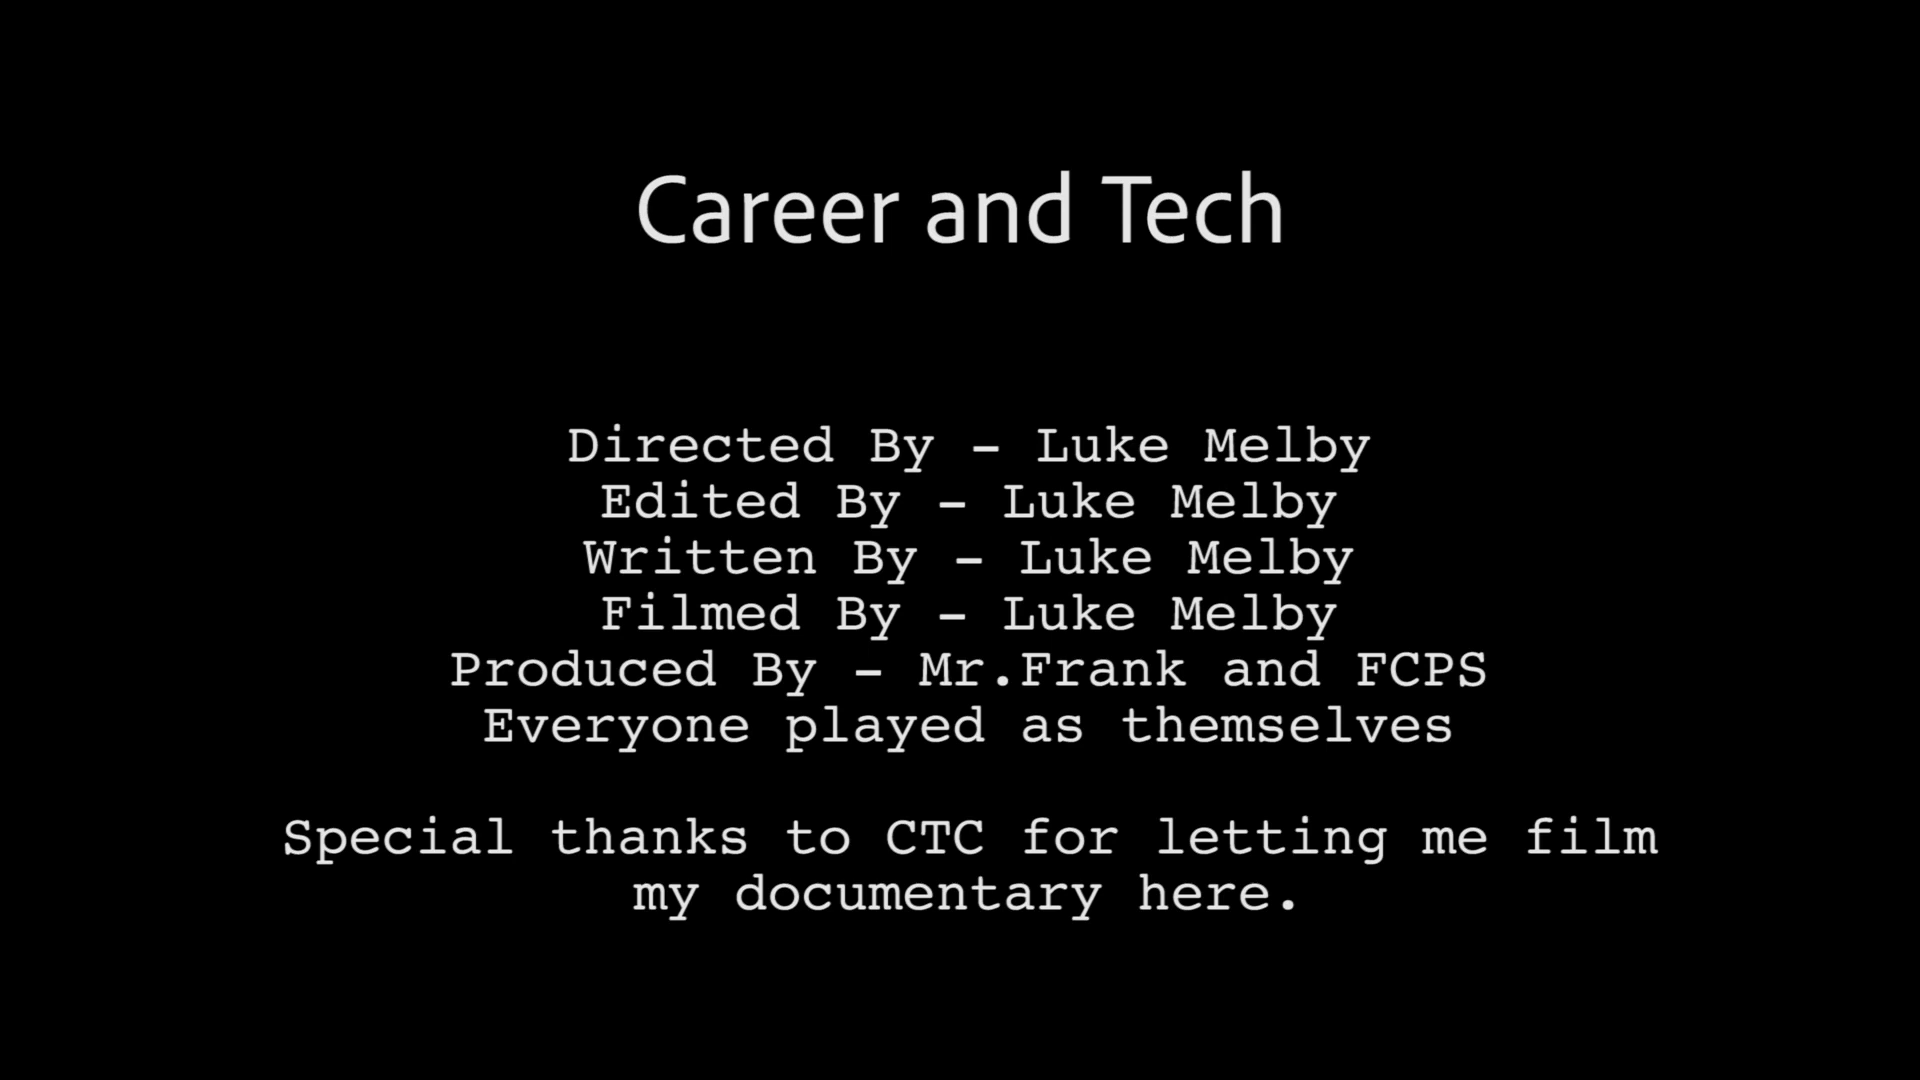 Career and Tech
Directed By - Luke Melby
Edited By - Luke Melby
Written By - Luke Melby
Filmed By - Luke Melby
Produced By - Mr.Frank and FCPS
Everyone played as themselves
Special thanks to CTC for letting me film
my documentary here.